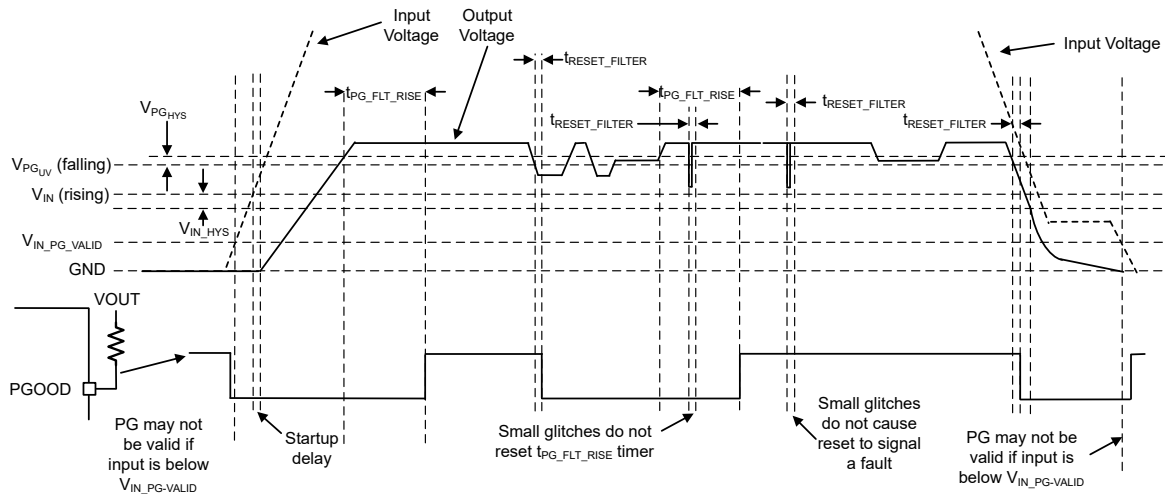 Input
Voltage
Output
Voltage
Input Voltage
tRESET_FILTER
tPG_FLT_RISE
tPG_FLT_RISE
tRESET_FILTER
tRESET_FILTER
tRESET_FILTER
VPGHYS
VPGUV (falling)
VIN (rising)
VIN_HYS
VIN_PG_VALID
GND
VOUT
PGOOD
PG may not
be valid if
input is below
VIN_PG-VALID
Startup
delay
Small glitches do not
reset tPG_FLT_RISE timer
Small glitches
do not cause
reset to signal
a fault
PG may not be
valid if input is
below VIN_PG-VALID